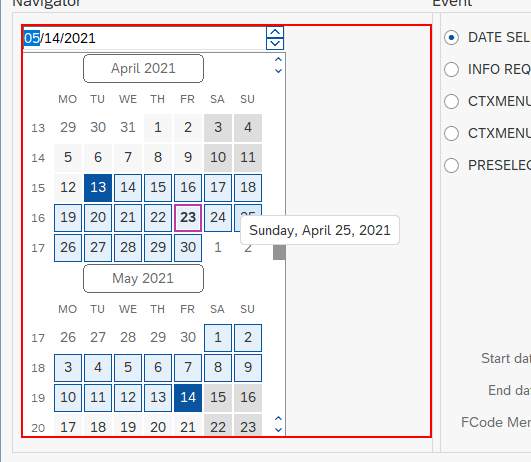 Navigator
Event
05/14/2021
April 2021
MO TU WE TH FR SA SU
13 29 30 31 1 2 3 4
14 5 6 7 8 9 10 11
15 12 13 14 15 16 17 18
16 19 20 21 22 23 24 25
Sunday, April 25, 2021
17 26 27 28 29 30 1 2
May 2021
MO TU WE TH FR SA SU
17 26 27 28 29 30 1 2
18 3 4 5 6 7 8 9
19 10 11 12 13 14 15 16
20 17 18 19 20 21 22 23
DATE SEL
INFO REQ
CTXMENU
CTXMENU
PRESELEC
Start dat
End dat
FCode Men